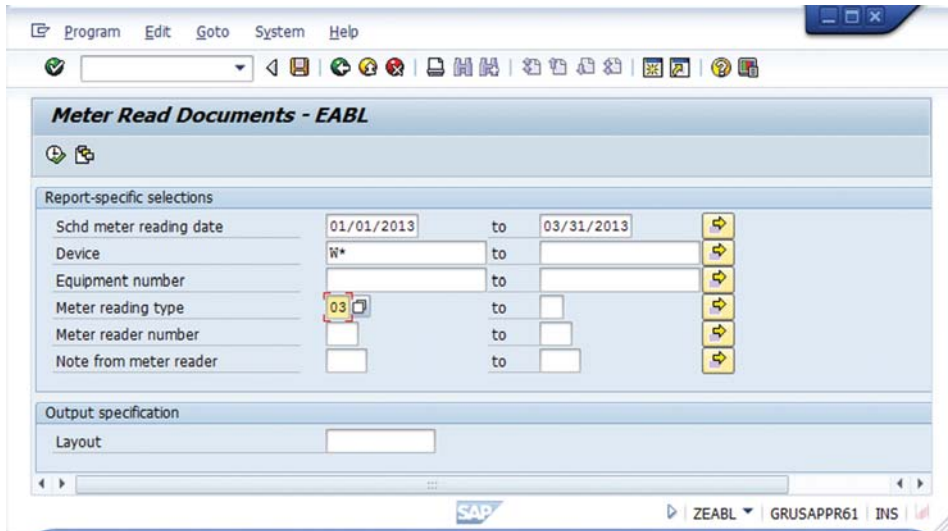 Program Edit Goto System Help
Meter Read Documents - EABL
Report-specific selections
Schd meter reading date 01/01/2013 to 03/31/2013
Device W* to
Equipment number to
Meter reading type 03 to
Meter reader number to
Note from meter reader to
Output specification
Layout
SAP ZEABL GRUSAPPR61 INS